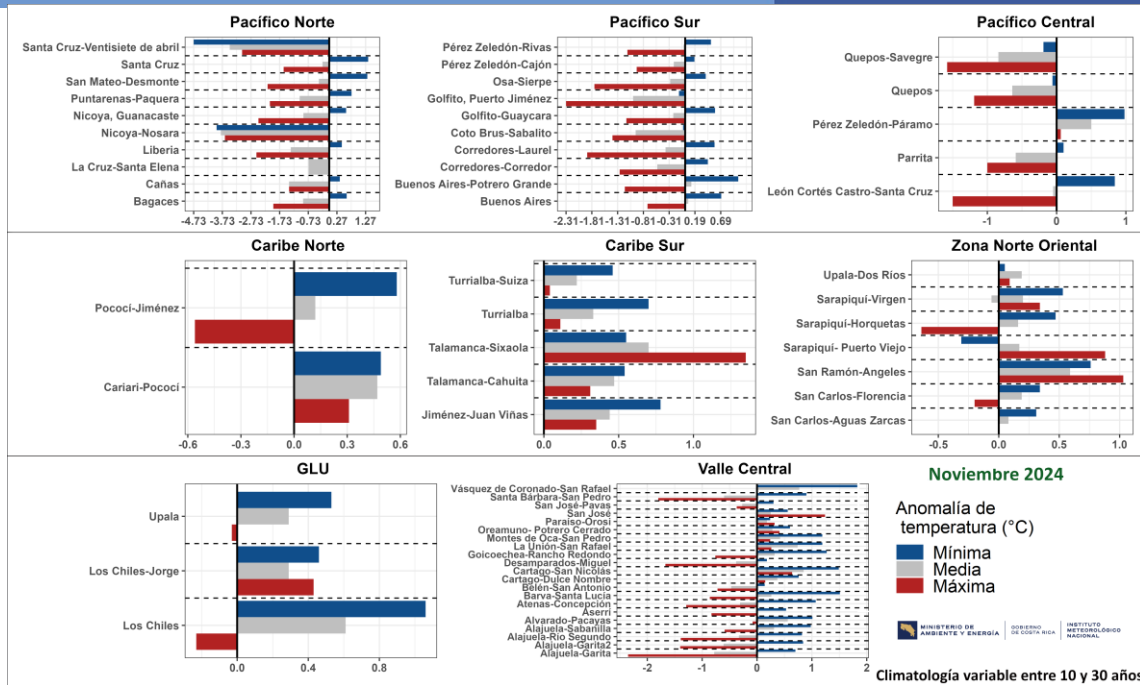 Pacífico Norte
Santa Cruz-Ventisiete de abril
Santa Cruz
San Mateo-Desmonte
Puntarenas-Paquera
Nicoya, Guanacaste
Nicoya-Nosara
Liberia
La Cruz-Santa Elena
Cañas
Bagaces
-4.73 -3.73 -2.73 -1.73 -0.73 0.27 1.27
Pacífico Sur
Pérez Zeledón-Rivas
Pérez Zeledón-Cajón
Osa-Sierpe
Golfito, Puerto Jiménez
Golfito-Guaycara
Coto Brus-Sabalito
Corredores-Laurel
Corredores-Corredor
Buenos Aires-Potrero Grande
Buenos Aires
-2.31 -1.81 -1.31 -0.81 -0.31 0.19 0.69
Pacífico Central
Quepos-Savegre
Quepos
Pérez Zeledón-Páramo
Parrita
León Cortés Castro-Santa Cruz
-1 0 1
Caribe Norte
Pococí-Jiménez
Cariari-Pococí
-0.6 -0.3 0.0 0.3 0.6
Caribe Sur
Turrialba-Suiza
Turrialba
Talamanca-Sixaola
Talamanca-Cahuita
Jiménez-Juan Viñas
0.0 0.5 1.0
Zona Norte Oriental
Upala-Dos Rios
Sarapiquí-Virgen
Sarapiquí-Horquetas
Sarapiquí- Puerto Viejo
San Ramón-Angeles
San Carlos-Florencia
San Carlos-Aguas Zarcas
-0.5 0.0 0.5 1.0
GLU
Upala
Los Chiles-Jorge
Los Chiles
0.0 0.4 0.8
Valle Central
Vásquez de Coronado-San Rafael
Santa Bárbara-San Pedro
San José-Pavas
San José
Paraíso-Orosi
Oreamuno- Potrero Cerrado
Montes de Oca-San Pedro
La Unión-San Rafael
Goicoechea-Rancho Redondo
Desamparados-Miguel
Cartago-San Nicolás
Cartago-Dulce Nombre
Belén-San Antonio
Barva-Santa Lucía
Atenas-Concepción
Aserrí
Alvarado-Pacayas
Alajuela-Sabanilla
Alajuela-Río Segundo
Alajuela-Garita2
Alajuela-Garita
-2 -1 0 1 2
Noviembre 2024
Anomalía de
temperatura (°C)
Mínima
Media
Máxima
MINISTERIO DE
AMBIENTE Y ENERGÍA
GOBIERNO
DE COSTA RICA
INSTITUTO
METEOROLÓGICO
NACIONAL
Climatología variable entre 10 y 30 años